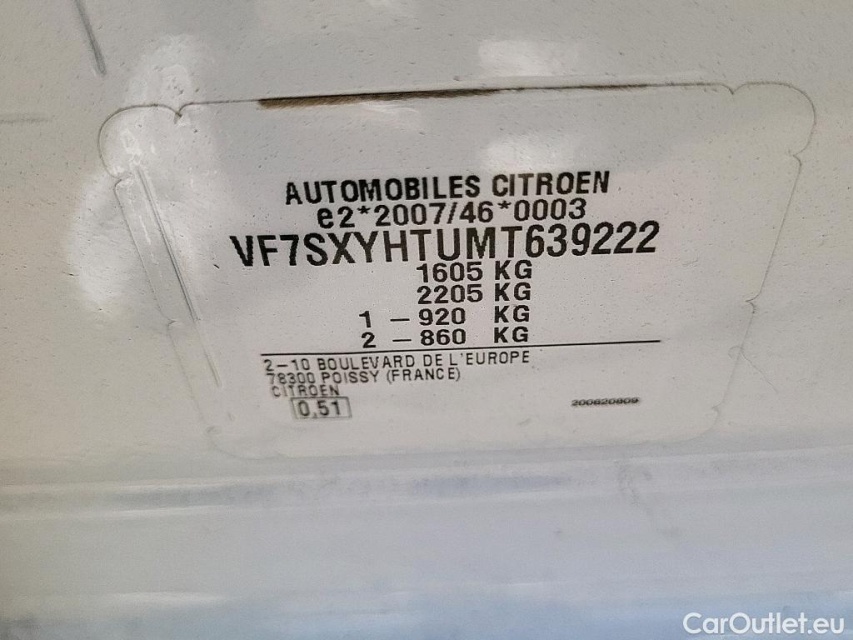 AUTOMOBILES CITROEN
e2*2007/46*0003
VF7SXYHTUMT639222
1605 KG
2205 KG
1 – 920 KG
2 – 860 KG
2–10 BOULEVARD DE L'EUROPE
78300 POISSY (FRANCE)
CITROEN
0,51
200820809
CarOutlet.eu